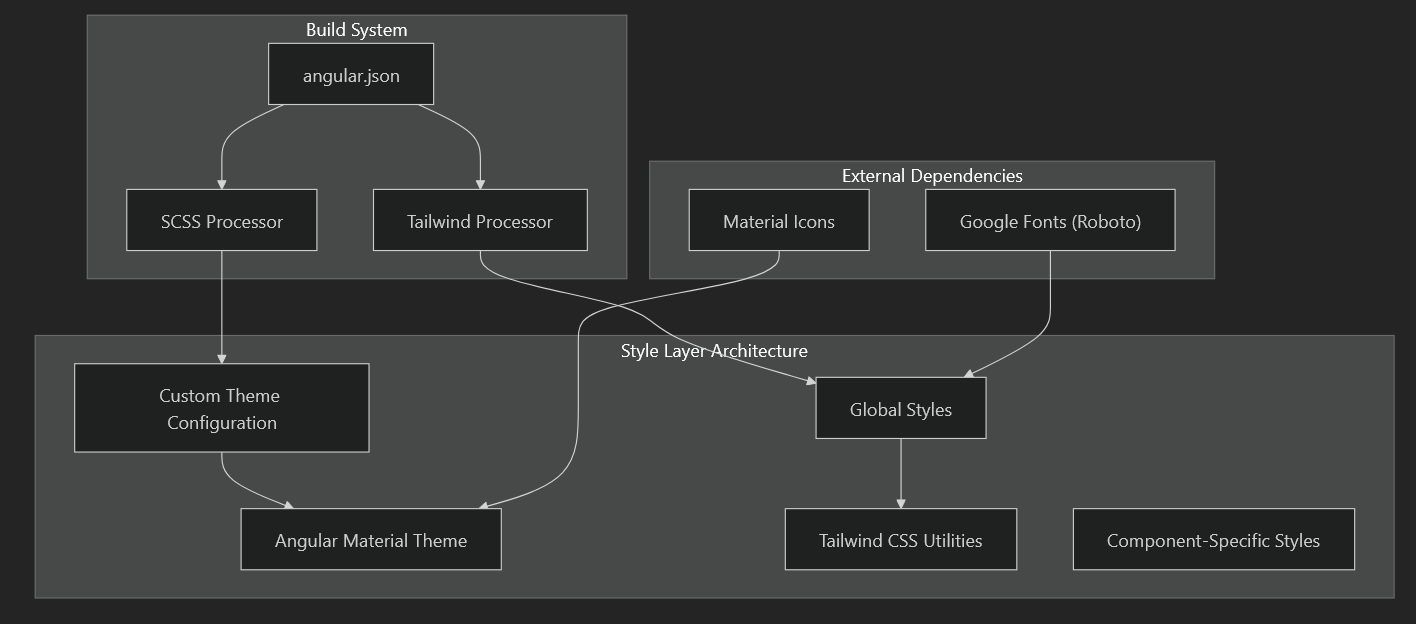 Build System
angular.json
SCSS Processor
Tailwind Processor
External Dependencies
Material Icons
Google Fonts (Roboto)
Style Layer Architecture
Custom Theme
Configuration
Global Styles
Angular Material Theme
Tailwind CSS Utilities
Component-Specific Styles